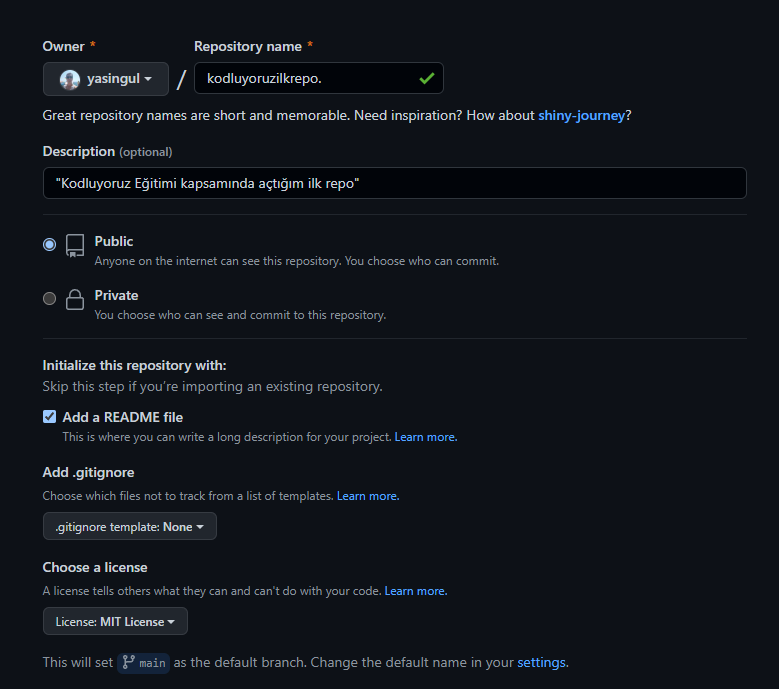 Owner * Repository name *
yasingul / kodluyoruzilkrepo.
Great repository names are short and memorable. Need inspiration? How about shiny-journey?
Description (optional)
"Kodluyoruz Eğitimi kapsamında açtığım ilk repo"
Public
Anyone on the internet can see this repository. You choose who can commit.
Private
You choose who can see and commit to this repository.
Initialize this repository with:
Skip this step if you're importing an existing repository.
Add a README file
This is where you can write a long description for your project. Learn more.
Add .gitignore
Choose which files not to track from a list of templates. Learn more.
.gitignore template: None
Choose a license
A license tells others what they can and can't do with your code. Learn more.
License: MIT License
This will set main as the default branch. Change the default name in your settings.